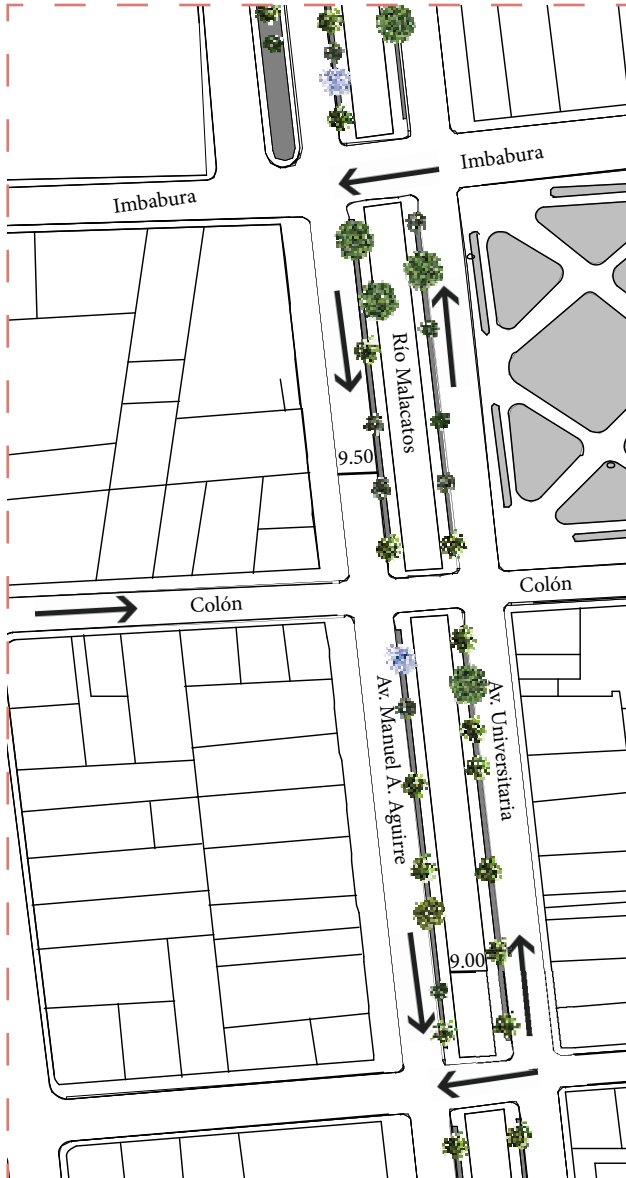 Imbabura
Imbabura
Río Malacatos
9.50
Colón
Colón
Av. Manuel A. Aguirre
Av. Universitaria
9.00